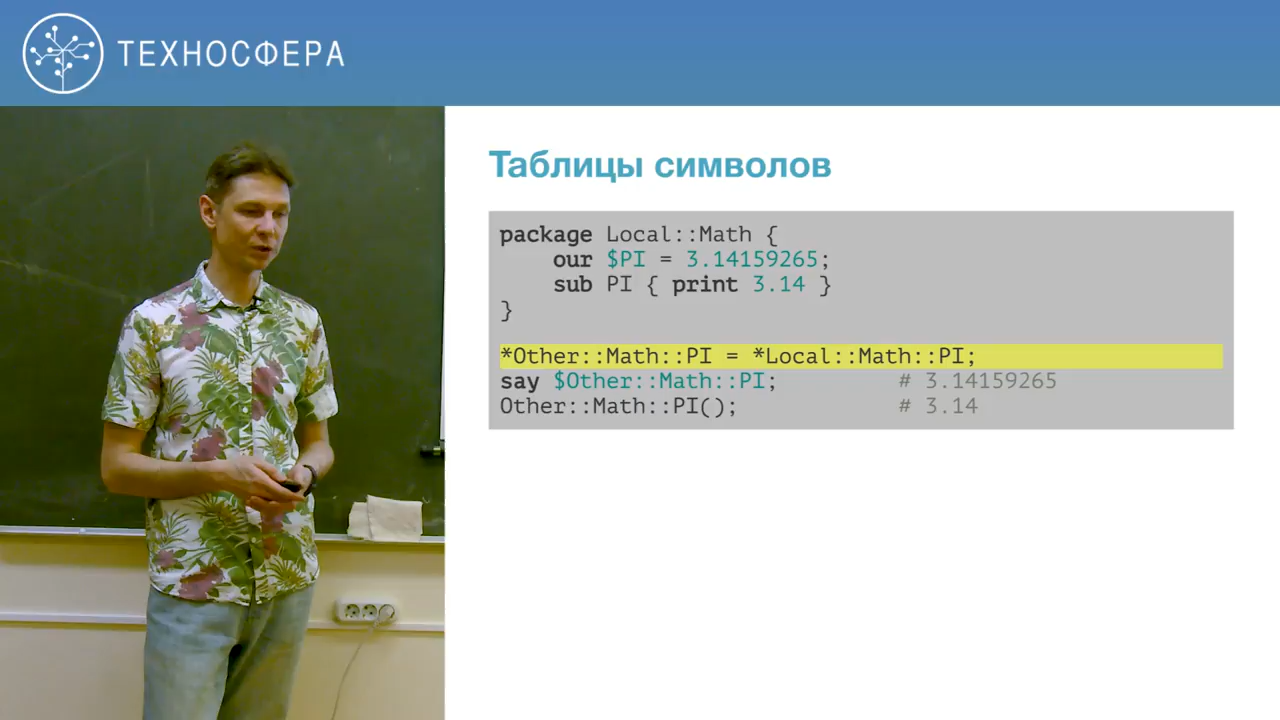 ТЕХНОСФЕРА
Таблицы символов
package Local::Math {
    our $PI = 3.14159265;
    sub PI { print 3.14 }
}
*Other::Math::PI = *Local::Math::PI;
say $Other::Math::PI;         # 3.14159265
Other::Math::PI();            # 3.14